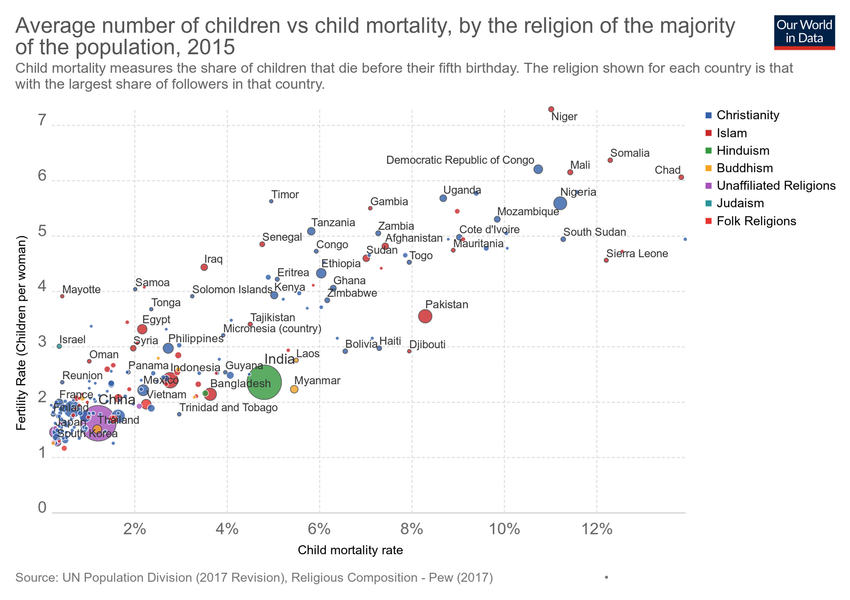 Average number of children vs child mortality, by the religion of the majority
of the population, 2015
Our World
in Data
Child mortality measures the share of children that die before their fifth birthday. The religion shown for each country is that
with the largest share of followers in that country.
Christianity
Islam
Hinduism
Buddhism
Unaffiliated Religions
Judaism
Folk Religions
Fertility Rate (Children per woman)
7
6
5
4
3
2
1
0
Niger
Somalia
Democratic Republic of Congo
Mali
Chad
Timor
Uganda
Nigeria
Gambia
Mozambique
Tanzania
Zambia
Cote d'Ivoire
South Sudan
Senegal
Afghanistan
Congo
Sudan
Mauritania
Sierra Leone
Iraq
Togo
Ethiopia
Eritrea
Ghana
Mayotte
Samoa
Solomon Islands
Kenya
Zimbabwe
Tonga
Pakistan
Egypt
Tajikistan
Micronesia (country)
Israel
Syria
Philippines
Bolivia
Haiti
Djibouti
Oman
India
Laos
Panama
Indonesia
Guyana
Reunion
Mexico
Bangladesh
Myanmar
France
China
Vietnam
Finland
Trinidad and Tobago
Japan
Thailand
South Korea
2%
4%
6%
8%
10%
12%
Child mortality rate
Source: UN Population Division (2017 Revision), Religious Composition - Pew (2017)